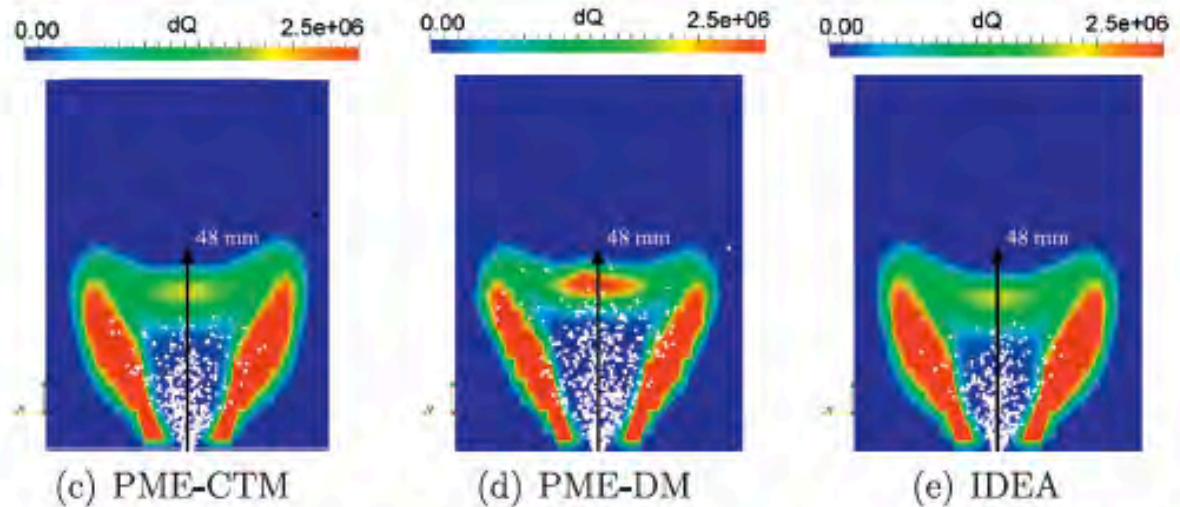 0.00 dQ 2.5e+06 0.00 dQ 2.5e+06 0.00 dQ 2.5e+06
48 mm 48 mm 48 mm
(c) PME-CTM (d) PME-DM (e) IDEA